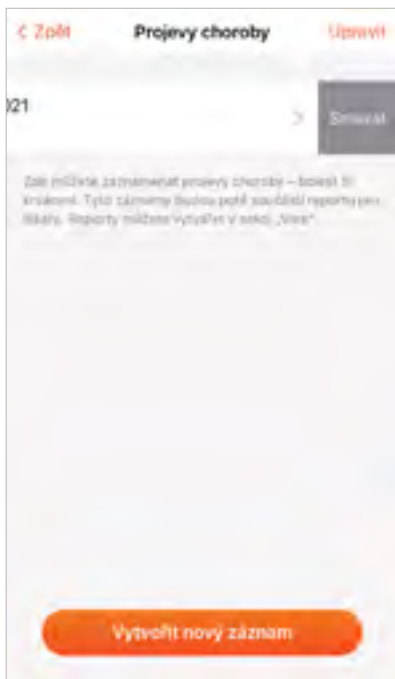 Zpět Projevy choroby Upravit
021
Smazat
Zde můžete zaznamenat projevy choroby – bolest či
krvácení. Tyto záznamy budou poté součástí reportu pro
lékaře. Reporty můžete vytvářet v sekci „Více“.
Vytvořit nový záznam